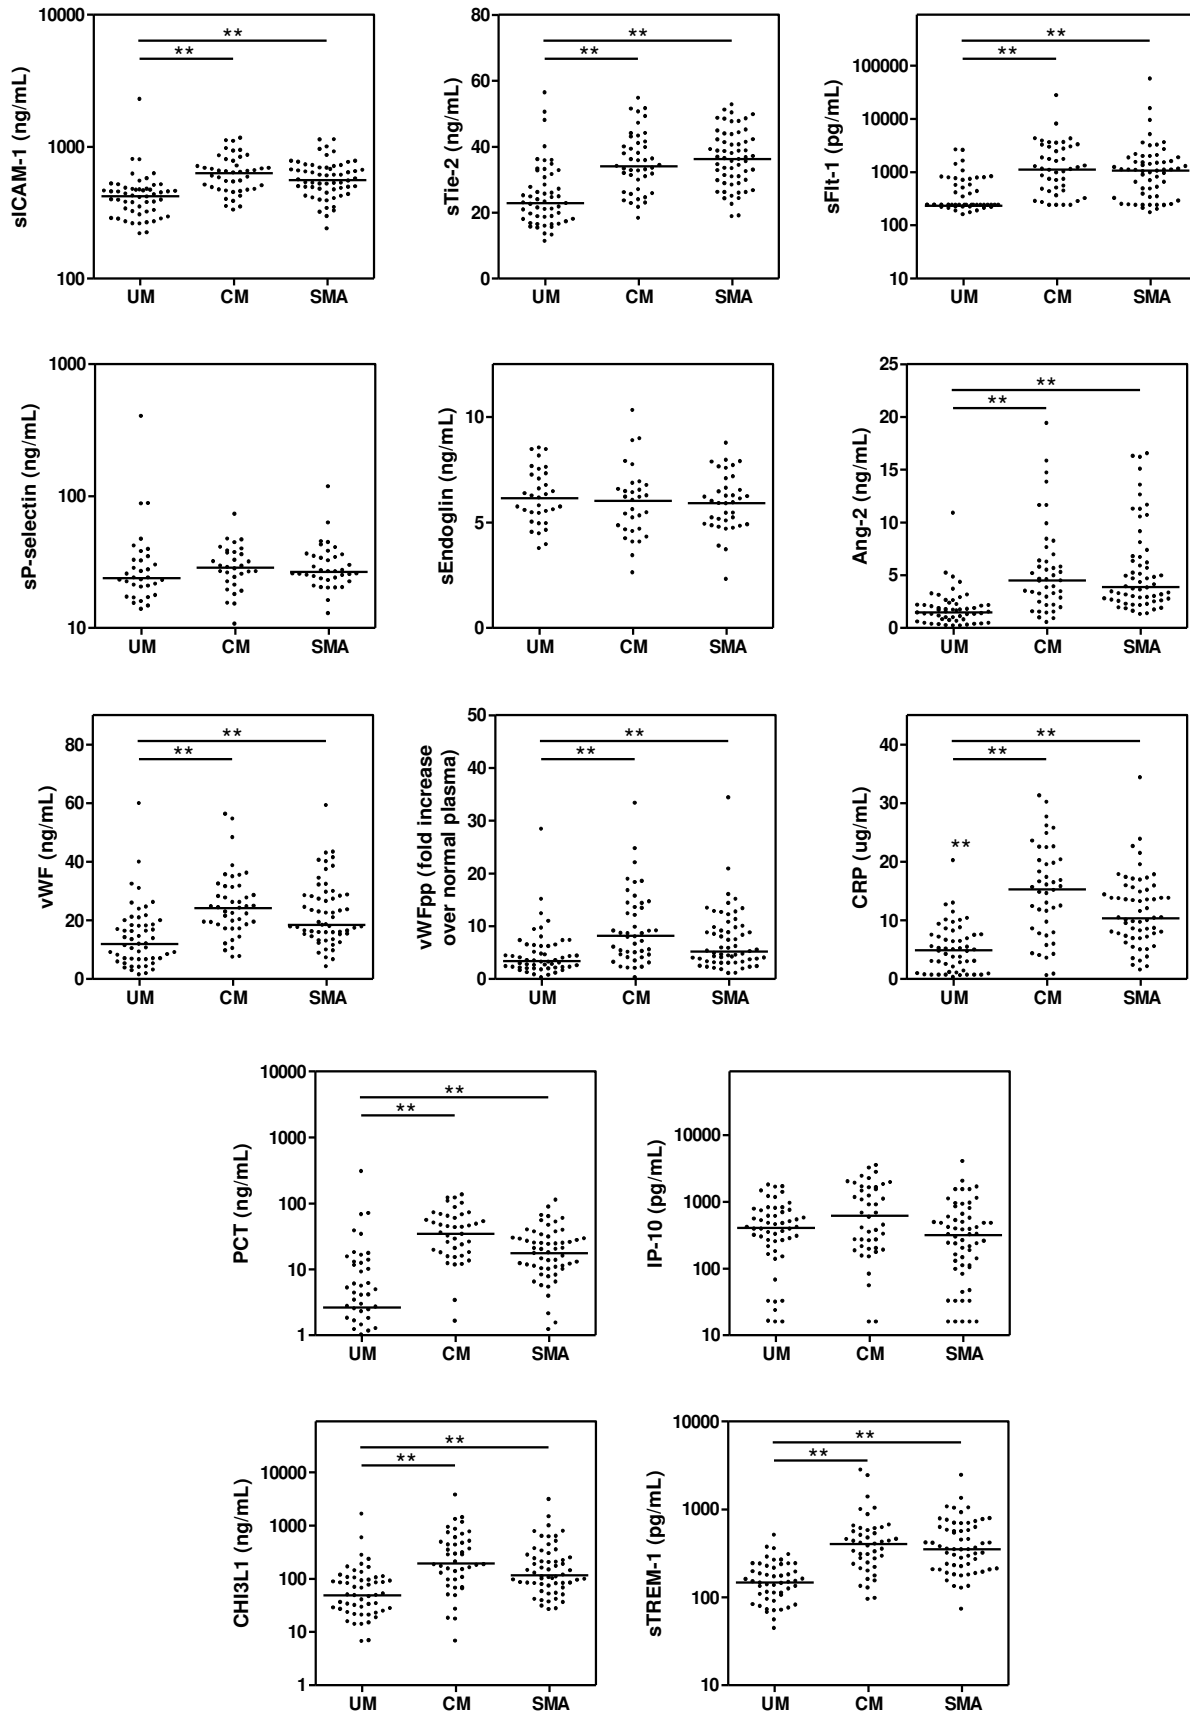 sICAM-1 (ng/mL)
10000
1000
100
**
**
UM CM SMA
sTie-2 (ng/mL)
80
60
40
20
0
**
**
UM CM SMA
sFlt-1 (pg/mL)
100000
10000
1000
100
10
**
**
UM CM SMA
sP-selectin (ng/mL)
1000
100
10
UM CM SMA
sEndoglin (ng/mL)
10
5
0
UM CM SMA
Ang-2 (ng/mL)
25
20
15
10
5
0
**
**
UM CM SMA
vWF (ng/mL)
80
60
40
20
0
**
**
UM CM SMA
vWFpp (fold increase
over normal plasma)
50
40
30
20
10
0
**
**
UM CM SMA
CRP (ug/mL)
40
30
20
10
0
**
**
**
UM CM SMA
PCT (ng/mL)
10000
1000
100
10
1
**
**
UM CM SMA
IP-10 (pg/mL)
10000
1000
100
10
UM CM SMA
CHI3L1 (ng/mL)
10000
1000
100
10
1
**
**
UM CM SMA
sTREM-1 (pg/mL)
10000
1000
100
10
**
**
UM CM SMA